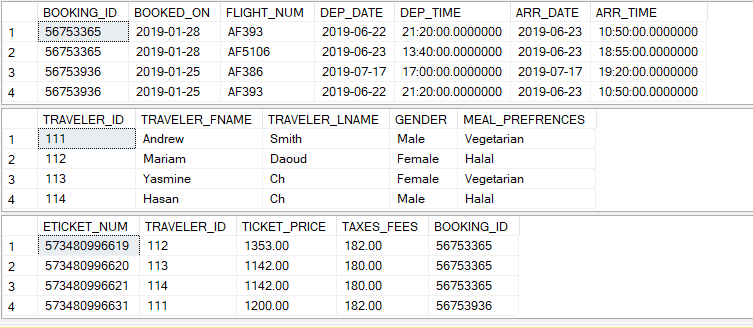 BOOKING_ID BOOKED_ON FLIGHT_NUM DEP_DATE DEP_TIME ARR_DATE ARR_TIME
1 56753365 2019-01-28 AF393 2019-06-22 21:20:00.0000000 2019-06-23 10:50:00.0000000
2 56753365 2019-01-28 AF5106 2019-06-23 13:40:00.0000000 2019-06-23 18:55:00.0000000
3 56753936 2019-01-25 AF386 2019-07-17 17:00:00.0000000 2019-07-17 19:20:00.0000000
4 56753936 2019-01-25 AF393 2019-06-22 21:20:00.0000000 2019-06-23 10:50:00.0000000
TRAVELER_ID TRAVELER_FNAME TRAVELER_LNAME GENDER MEAL_PREFRENCES
1 111 Andrew Smith Male Vegetarian
2 112 Mariam Daoud Female Halal
3 113 Yasmine Ch Female Vegetarian
4 114 Hasan Ch Male Halal
ETICKET_NUM TRAVELER_ID TICKET_PRICE TAXES_FEES BOOKING_ID
1 573480996619 112 1353.00 182.00 56753365
2 573480996620 113 1142.00 180.00 56753365
3 573480996621 114 1142.00 180.00 56753365
4 573480996631 111 1200.00 182.00 56753936